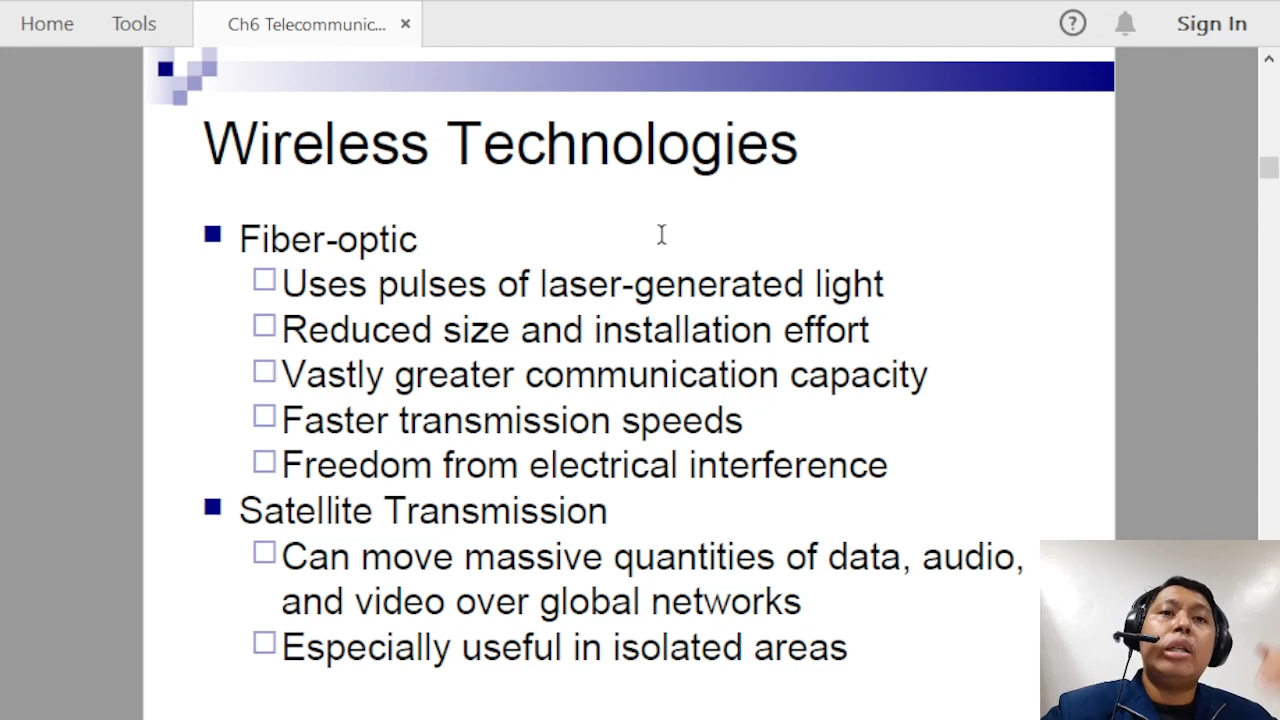 Home Tools Ch6 Telecommunic... × ? Sign In
Wireless Technologies
Fiber-optic
Uses pulses of laser-generated light
Reduced size and installation effort
Vastly greater communication capacity
Faster transmission speeds
Freedom from electrical interference
Satellite Transmission
Can move massive quantities of data, audio,
and video over global networks
Especially useful in isolated areas